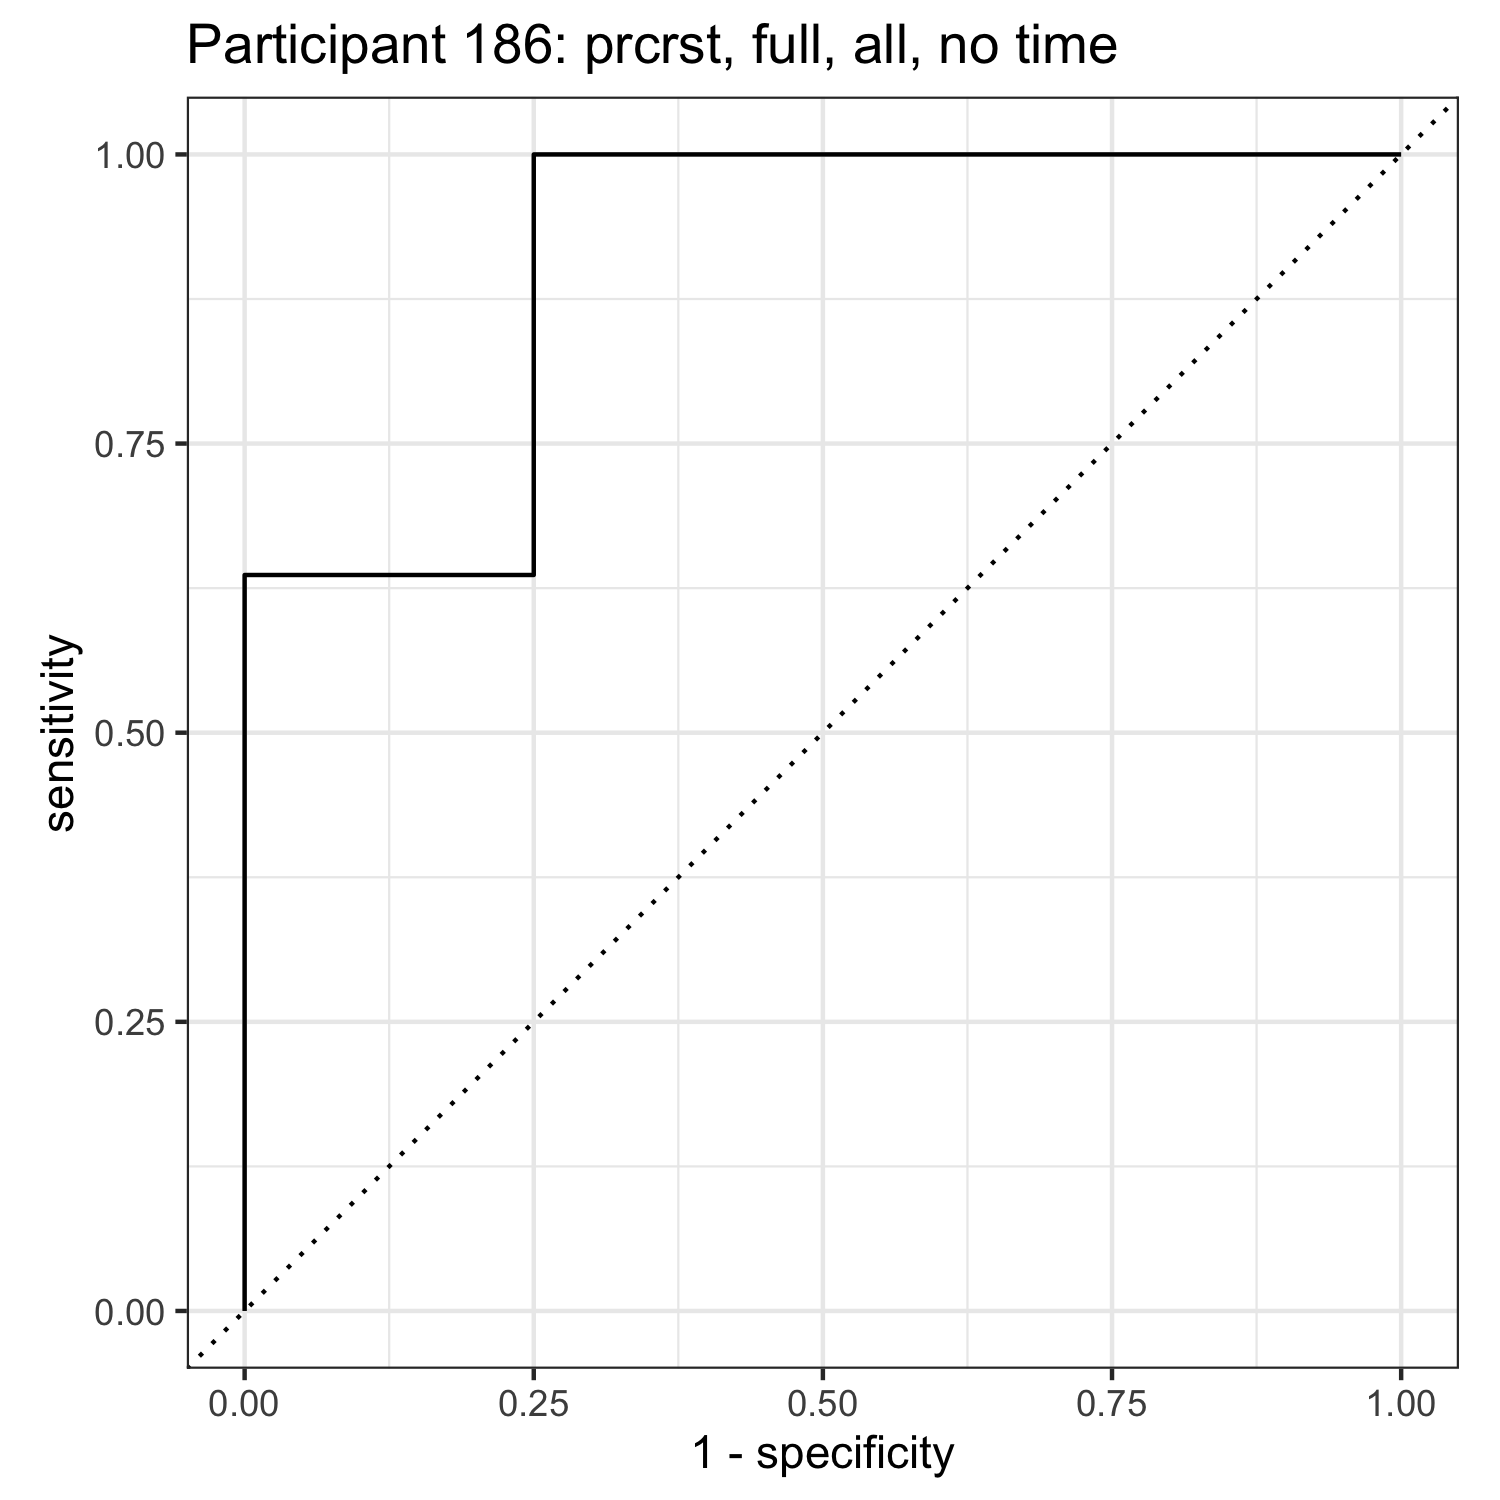 Participant 186: prcrst, full, all, no time
sensitivity
1.00
0.75
0.50
0.25
0.00
0.00 0.25 0.50 0.75 1.00
1 - specificity